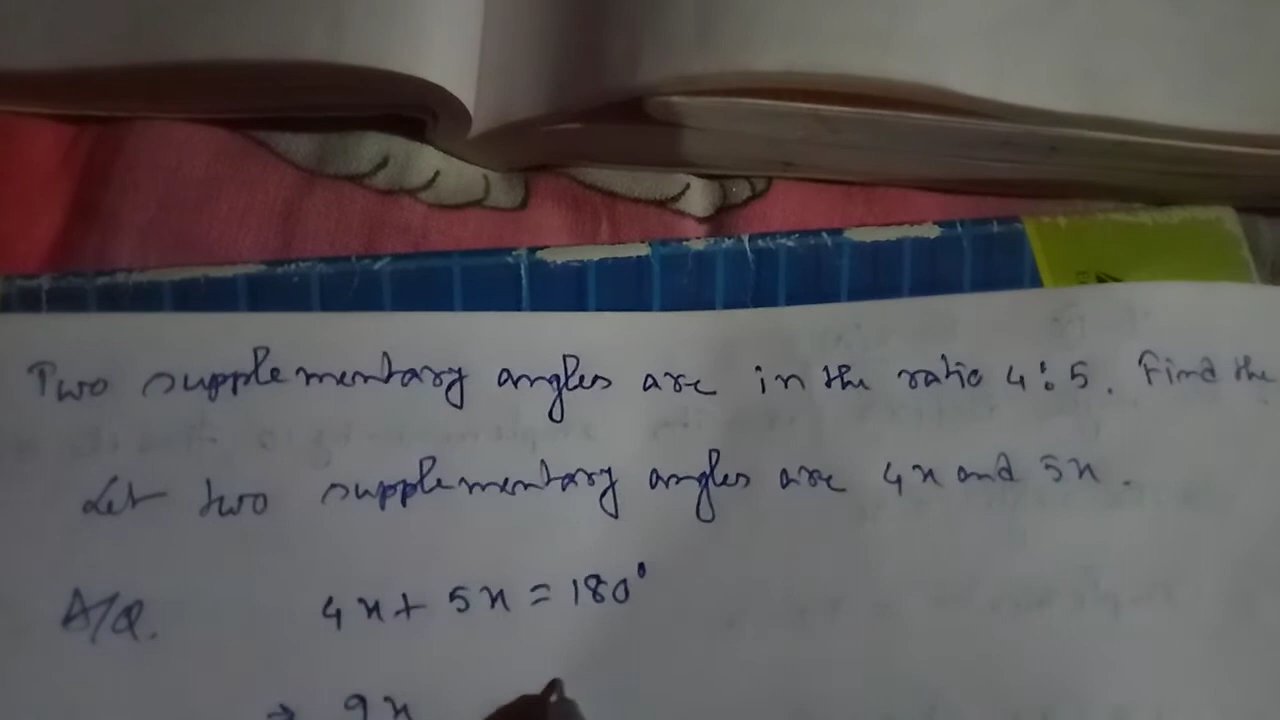 Two supplementary angles are in the ratio 4:5. Find the
Let two supplementary angles are 4x and 5x.
A/Q. 4x + 5x = 180°
⇒ 9x